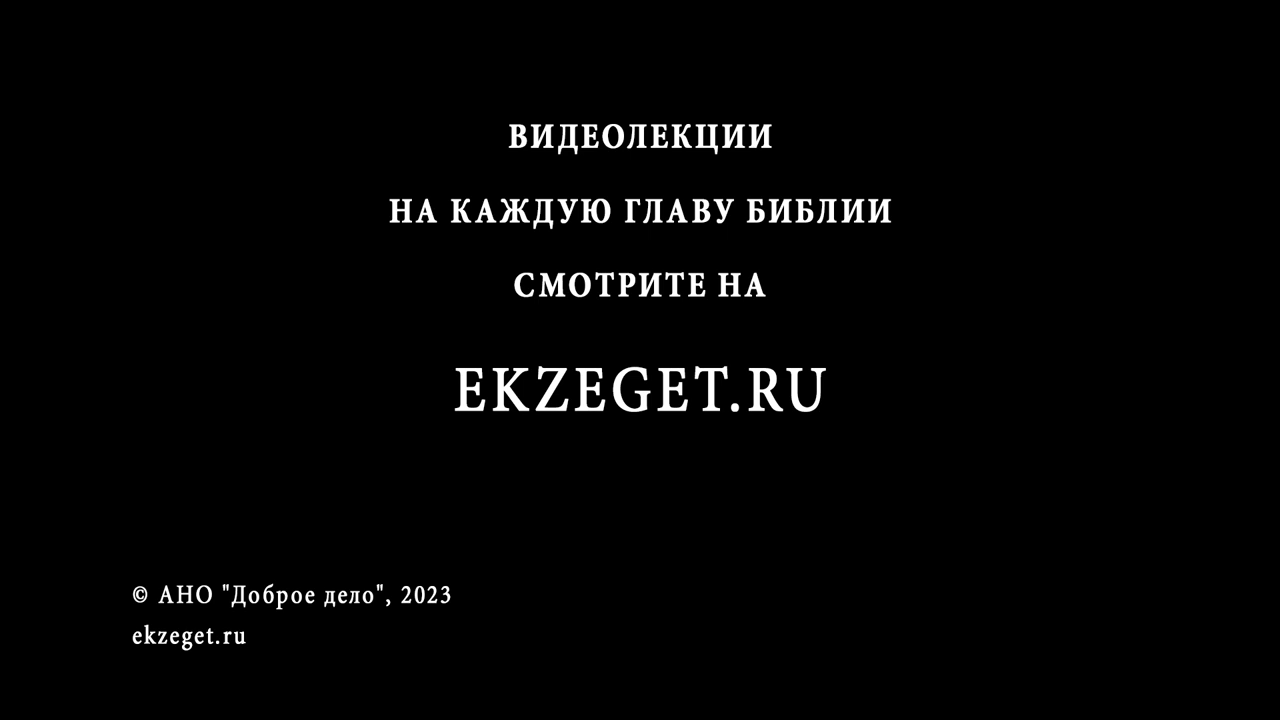 ВИДЕОЛЕКЦИИ
НА КАЖДУЮ ГЛАВУ БИБЛИИ
СМОТРИТЕ НА
EKZEGET.RU
© АНО "Доброе дело", 2023
ekzeget.ru